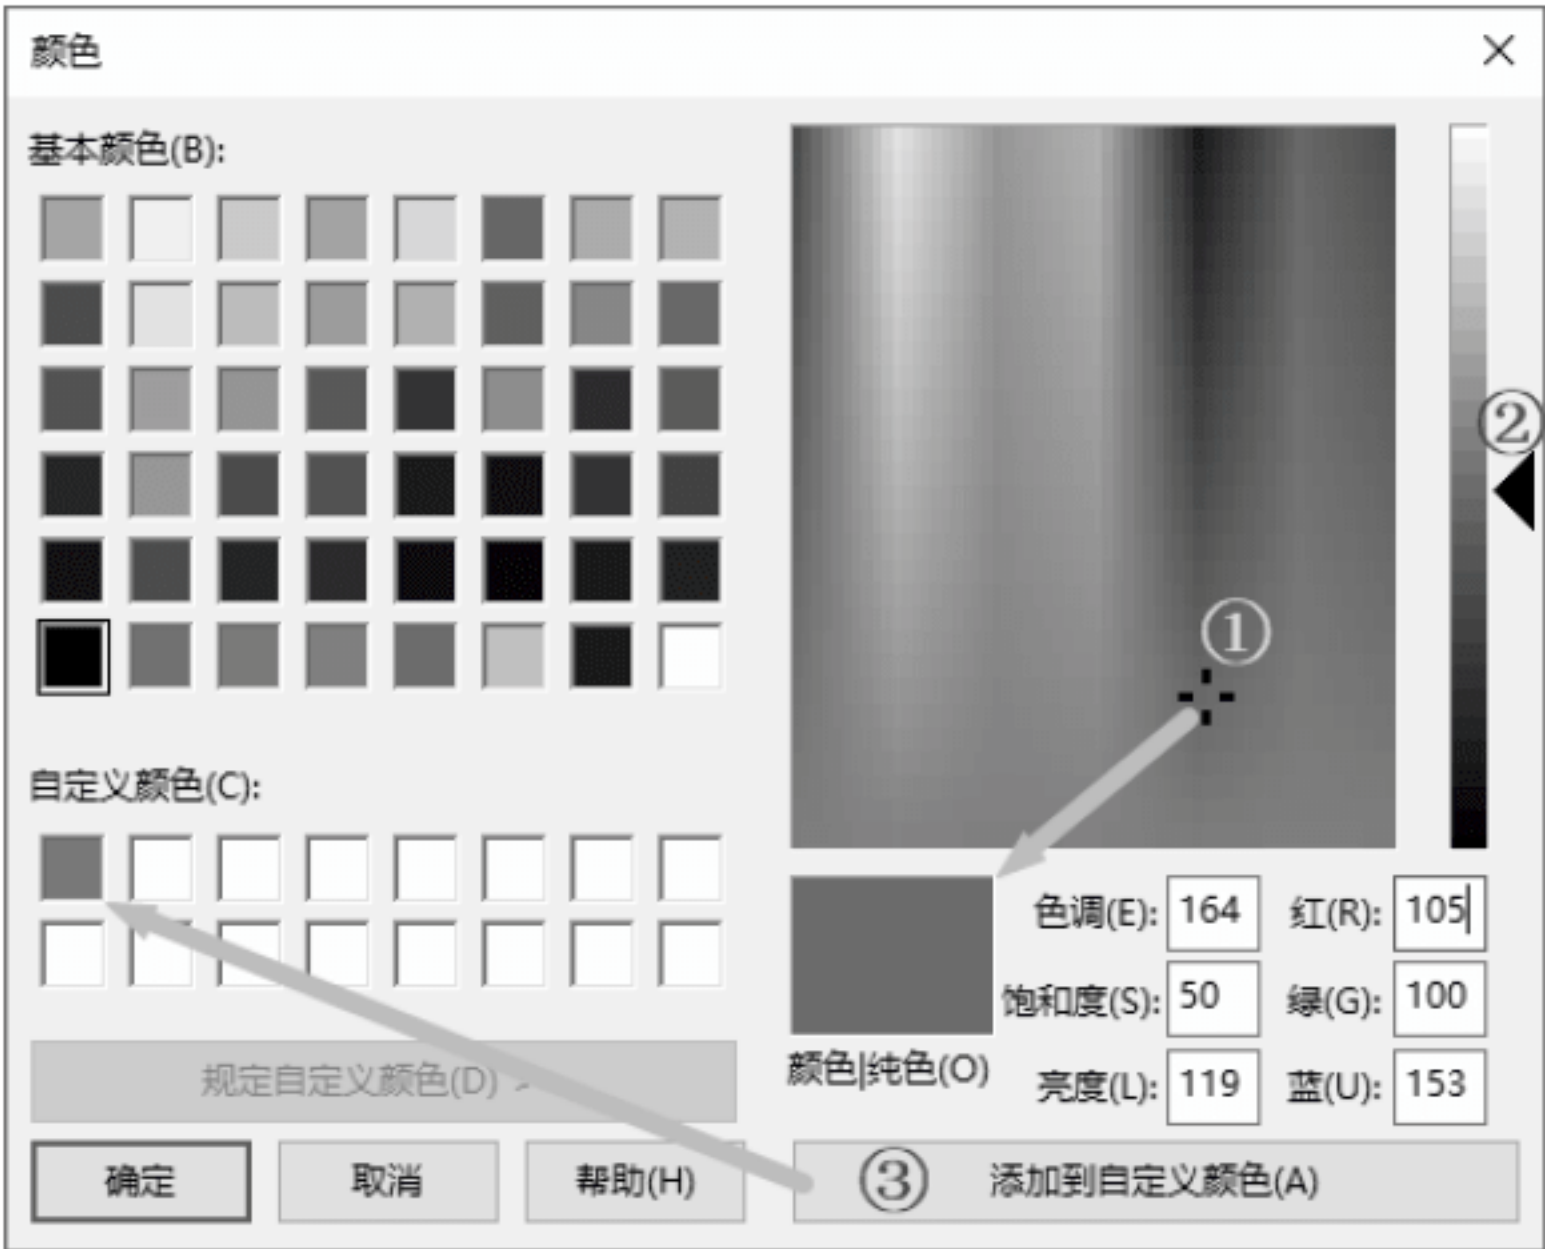 颜色
基本颜色(B):
①
②
自定义颜色(C):
色调(E): 164 红(R): 105
饱和度(S): 50 绿(G): 100
颜色|纯色(O) 亮度(L): 119 蓝(U): 153
规定自定义颜色(D) >
确定 取消 帮助(H) ③ 添加到自定义颜色(A)